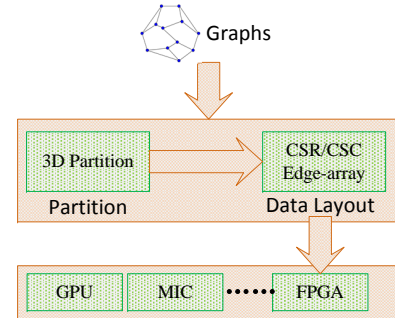 Graphs
3D Partition
CSR/CSC
Edge-array
Partition
Data Layout
GPU
MIC
FPGA